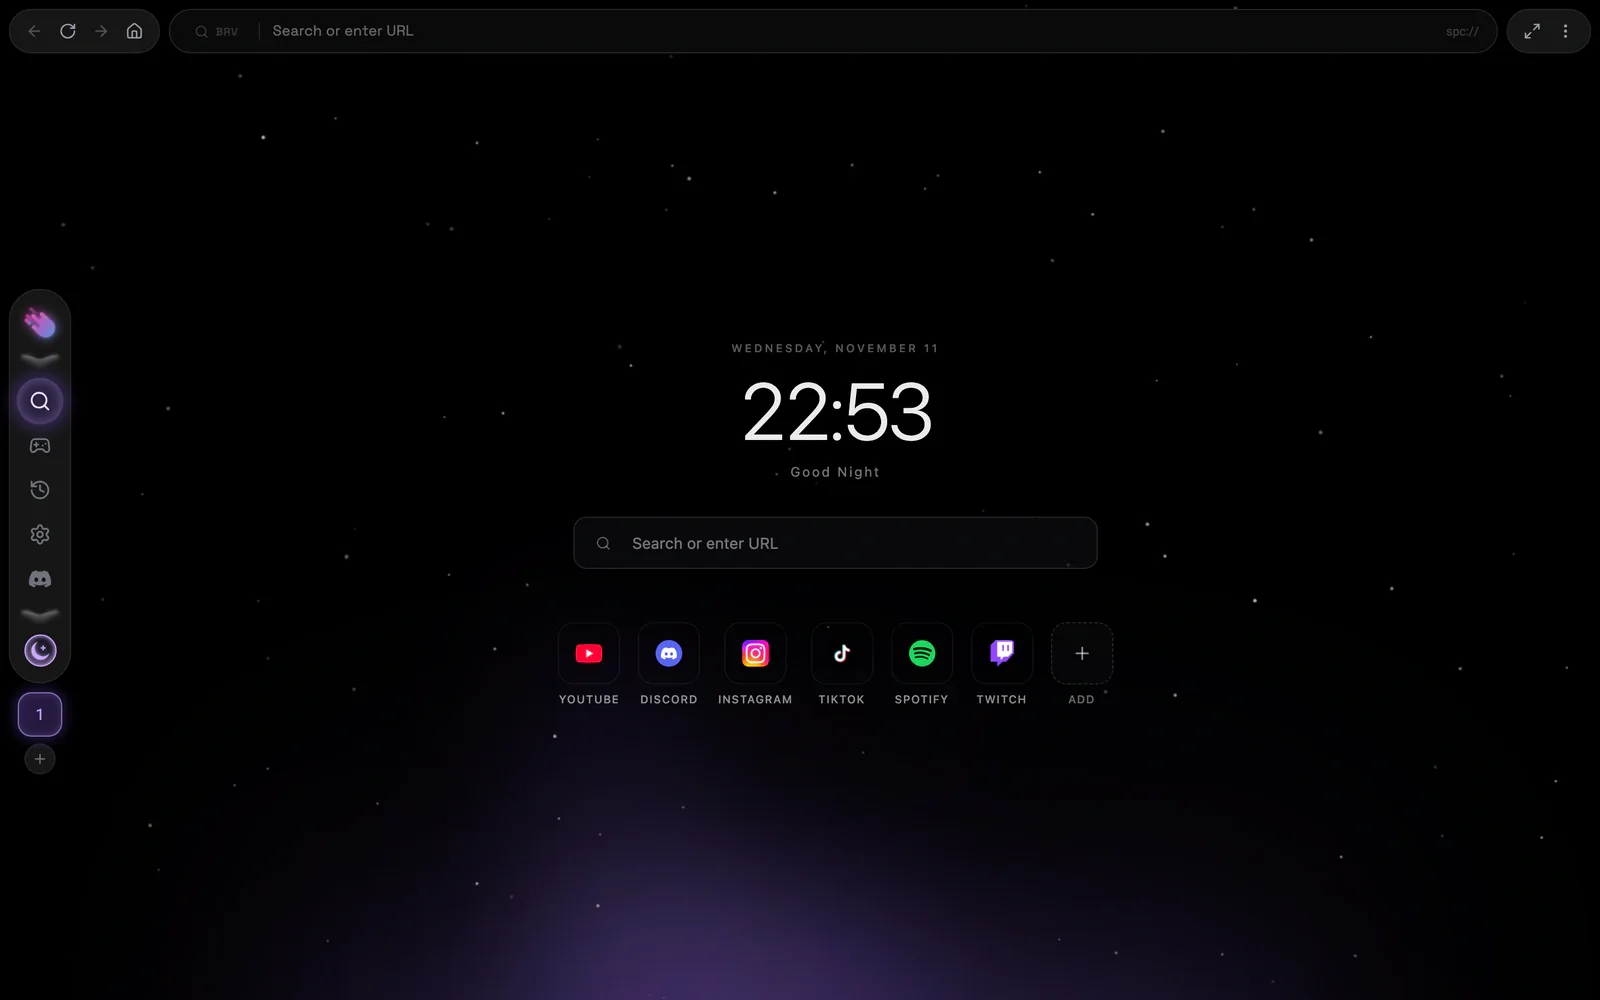 BRV
Search or enter URL
spc://
WEDNESDAY, NOVEMBER 11
22:53
Good Night
Search or enter URL
YOUTUBE
DISCORD
INSTAGRAM
TIKTOK
SPOTIFY
TWITCH
ADD
1